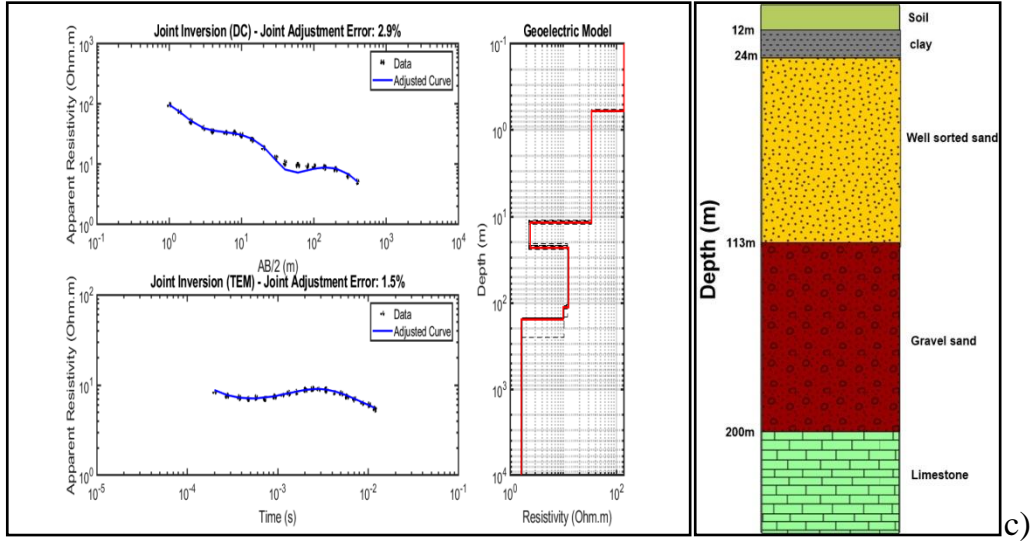 Joint Inversion (DC) - Joint Adjustment Error: 2.9%
Apparent Resistivity (Ohm.m)
10^3
10^2
10^1
10^0
Data
Adjusted Curve
10^-1
10^0
10^1
10^2
10^3
10^4
AB/2 (m)
Joint Inversion (TEM) - Joint Adjustment Error: 1.5%
Apparent Resistivity (Ohm.m)
10^2
10^1
10^0
Data
Adjusted Curve
10^-5
10^-4
10^-3
10^-2
10^-1
Time (s)
Geoelectric Model
Depth (m)
10^-1
10^0
10^1
10^2
10^3
10^4
10^0
10^1
10^2
Resistivity (Ohm.m)
Depth (m)
12m
24m
113m
200m
Soil
clay
Well sorted sand
Gravel sand
Limestone
c)